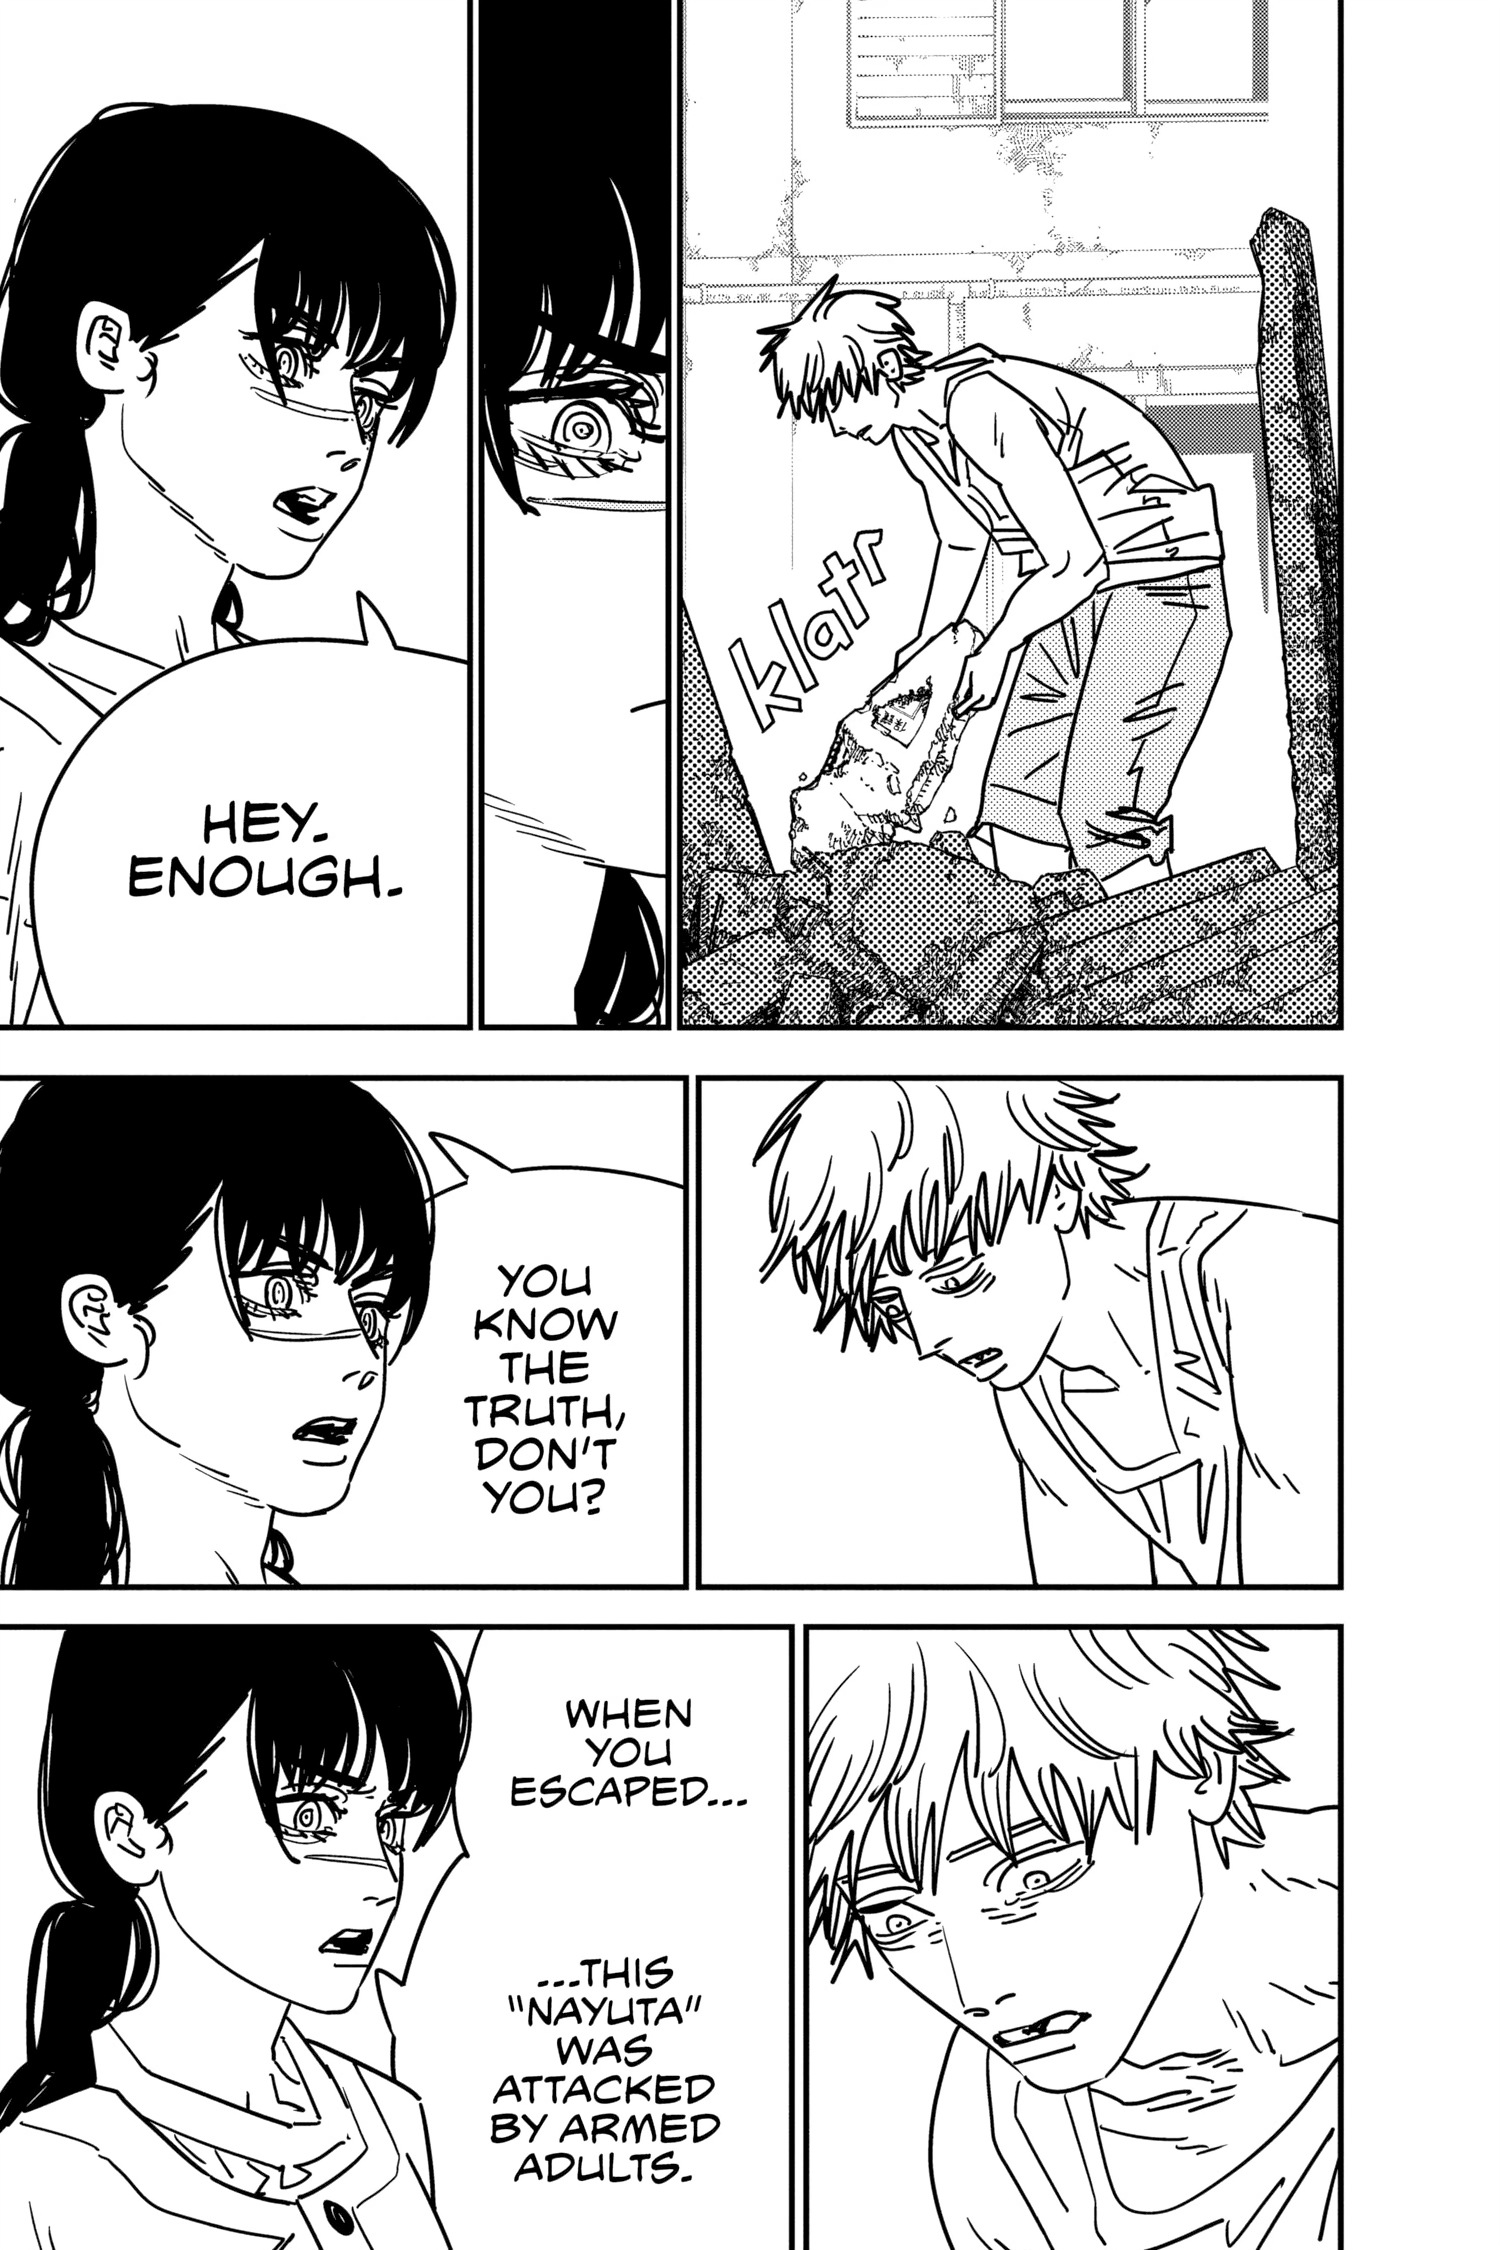 klatr
HEY.
ENOUGH.
YOU
KNOW
THE
TRUTH,
DON'T
YOU?
WHEN
YOU
ESCAPED...
...THIS
"NAYUTA"
WAS
ATTACKED
BY ARMED
ADULTS.